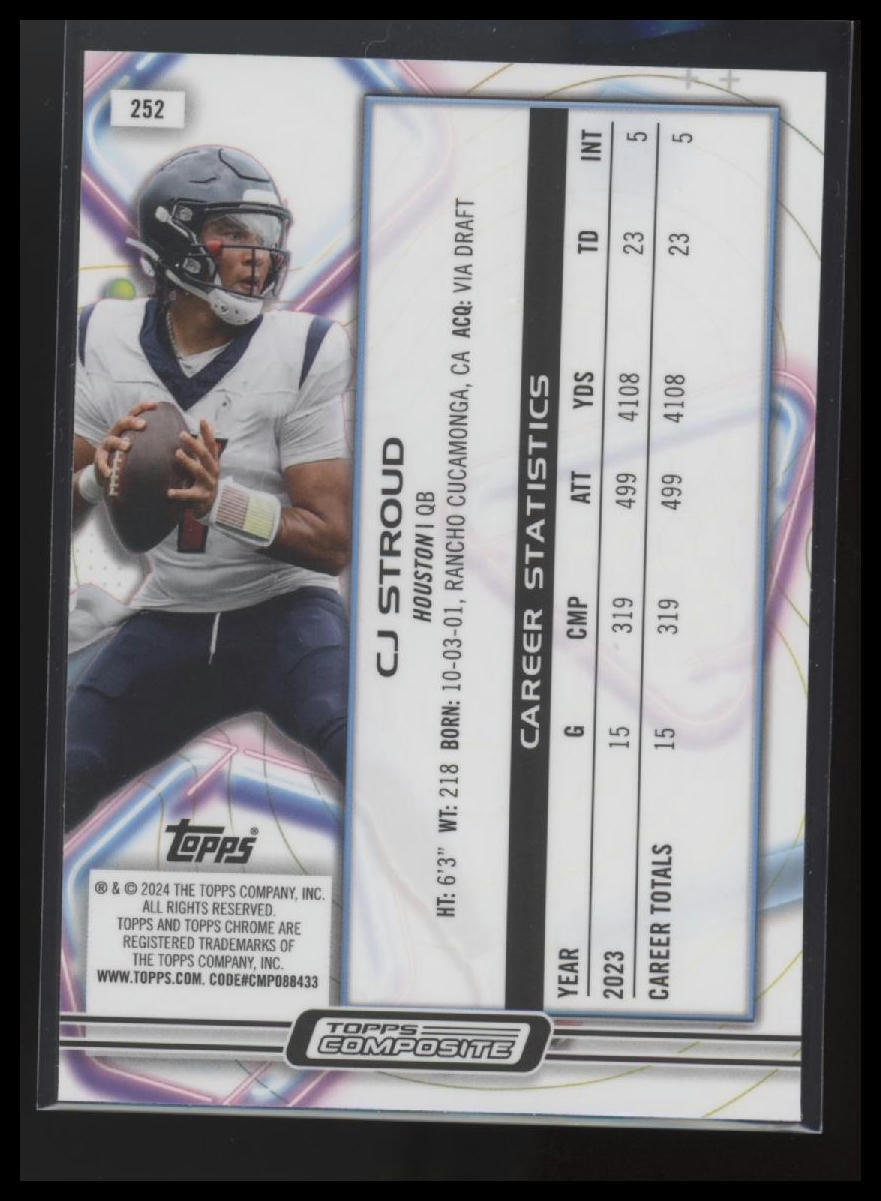 252
CJ STROUD
HOUSTON | QB
HT: 6'3" WT: 218 BORN: 10-03-01, RANCHO CUCAMONGA, CA ACQ: VIA DRAFT
CAREER STATISTICS
YEAR G CMP ATT YDS TD INT
2023 15 319 499 4108 23 5
CAREER TOTALS 15 319 499 4108 23 5
Topps®
® & © 2024 THE TOPPS COMPANY, INC.
ALL RIGHTS RESERVED.
TOPPS AND TOPPS CHROME ARE
REGISTERED TRADEMARKS OF
THE TOPPS COMPANY, INC.
WWW.TOPPS.COM. CODE#CMP088433
TOPPS
COMPOSITE